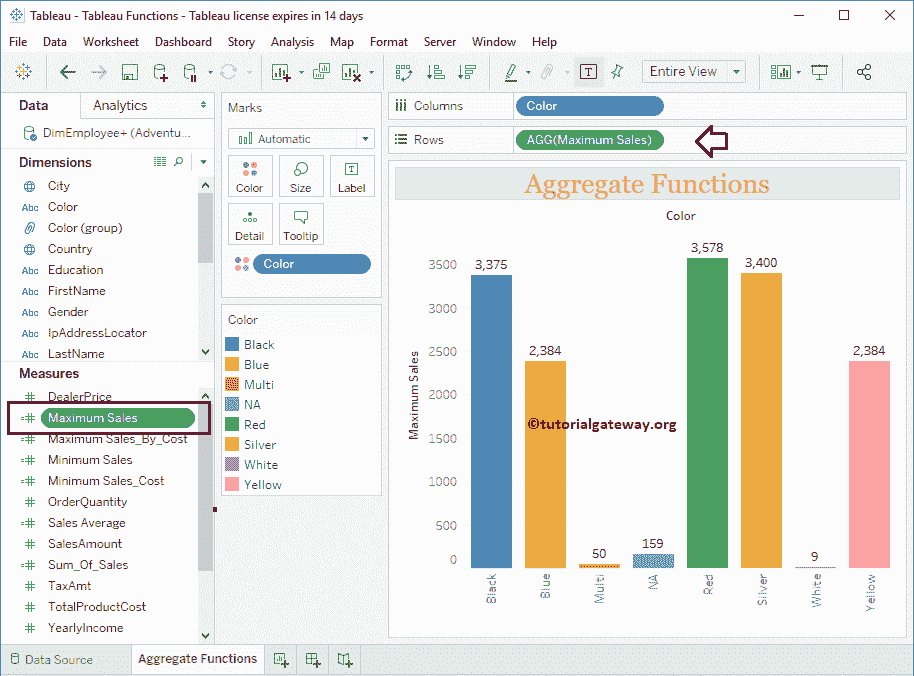 Tableau - Tableau Functions - Tableau license expires in 14 days
File Data Worksheet Dashboard Story Analysis Map Format Server Window Help
Entire View
Data Analytics
DimEmployee+ (Adventu...
Dimensions
City
Abc Color
Color (group)
Country
Abc Education
Abc FirstName
Abc Gender
Abc IpAddressLocator
Abc LastName
Measures
DealerPrice
Maximum Sales
Maximum Sales_By_Cost
Minimum Sales
Minimum Sales_Cost
OrderQuantity
Sales Average
SalesAmount
Sum_Of_Sales
TaxAmt
TotalProductCost
YearlyIncome
Marks
Automatic
Color Size Label
Detail Tooltip
Color
Color
Black
Blue
Multi
NA
Red
Silver
White
Yellow
Columns Color
Rows AGG(Maximum Sales)
Aggregate Functions
Color
Maximum Sales
3500
3000
2500
2000
1500
1000
500
0
3,375
2,384
50
159
3,578
3,400
9
2,384
©tutorialgateway.org
Black Blue Multi NA Red Silver White Yellow
Data Source Aggregate Functions